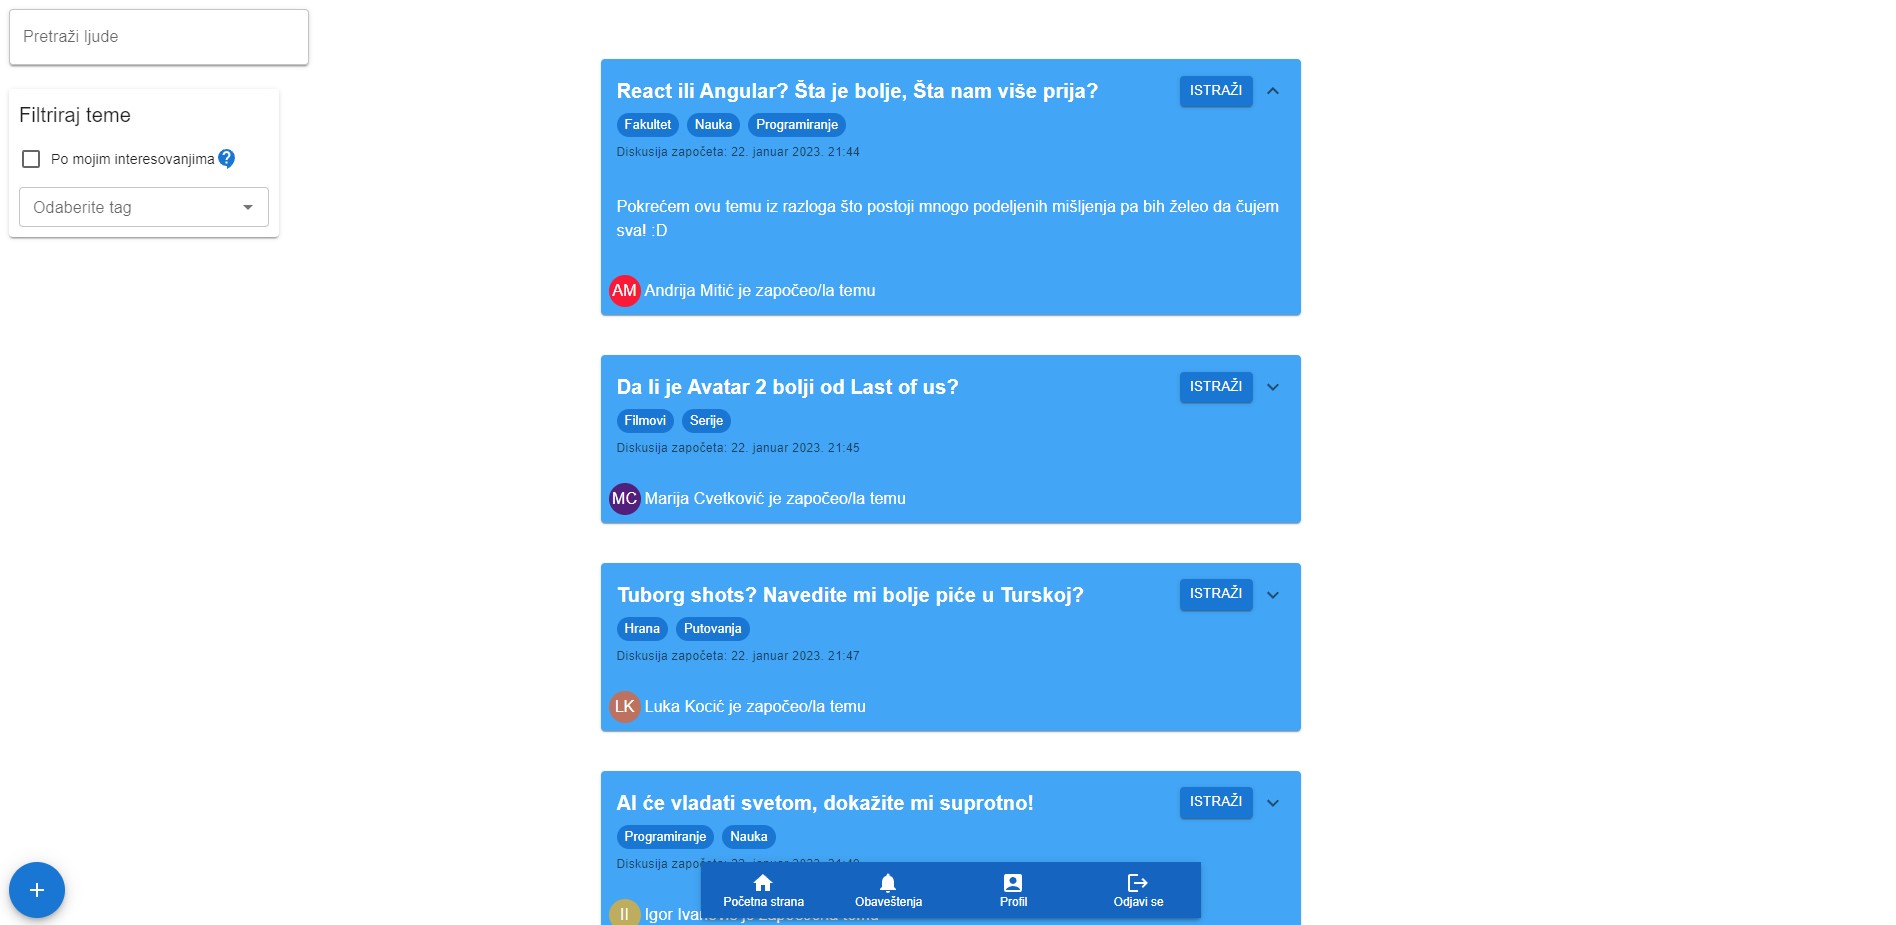 Pretraži ljude
Filtriraj teme
Po mojim interesovanjima
Odaberite tag
React ili Angular? Šta je bolje, Šta nam više prija?
ISTRAŽI
Fakultet Nauka Programiranje
Diskusija započeta: 22. januar 2023. 21:44
Pokrećem ovu temu iz razloga što postoji mnogo podeljenih mišljenja pa bih želeo da čujem
sva! :D
AM Andrija Mitić je započeo/la temu
Da li je Avatar 2 bolji od Last of us?
ISTRAŽI
Filmovi Serije
Diskusija započeta: 22. januar 2023. 21:45
MC Marija Cvetković je započeo/la temu
Tuborg shots? Navedite mi bolje piće u Turskoj?
ISTRAŽI
Hrana Putovanja
Diskusija započeta: 22. januar 2023. 21:47
LK Luka Kocić je započeo/la temu
AI će vladati svetom, dokažite mi suprotno!
ISTRAŽI
Programiranje Nauka
Diskusija
II Igor
Početna strana
Obaveštenja
Profil
Odjavi se